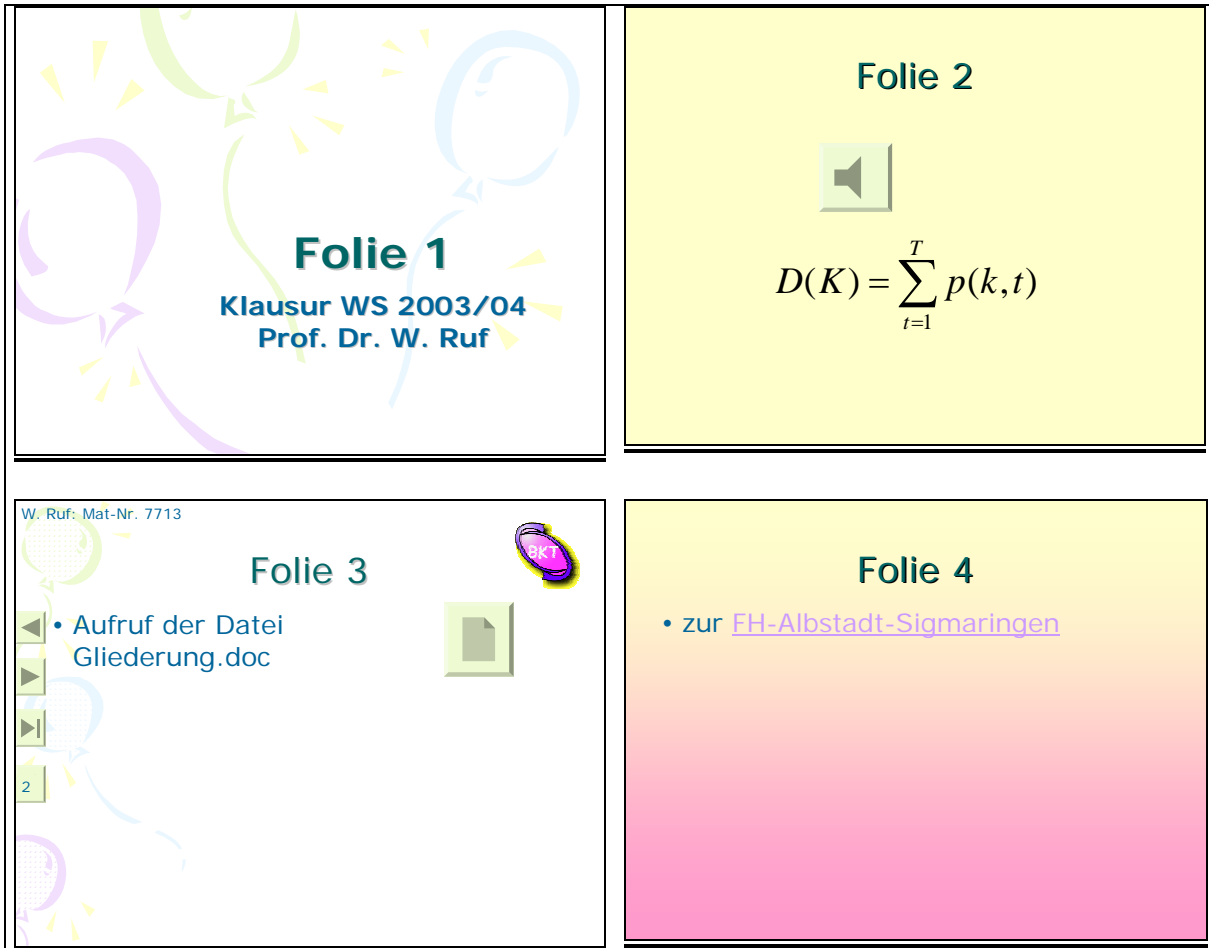 Folie 1
Klausur WS 2003/04
Prof. Dr. W. Ruf
Folie 2
D(K) = \sum_{t=1}^{T} p(k,t)
W. Ruf: Mat-Nr. 7713
BKT
Folie 3
• Aufruf der Datei
Gliederung.doc
2
Folie 4
• zur FH-Albstadt-Sigmaringen